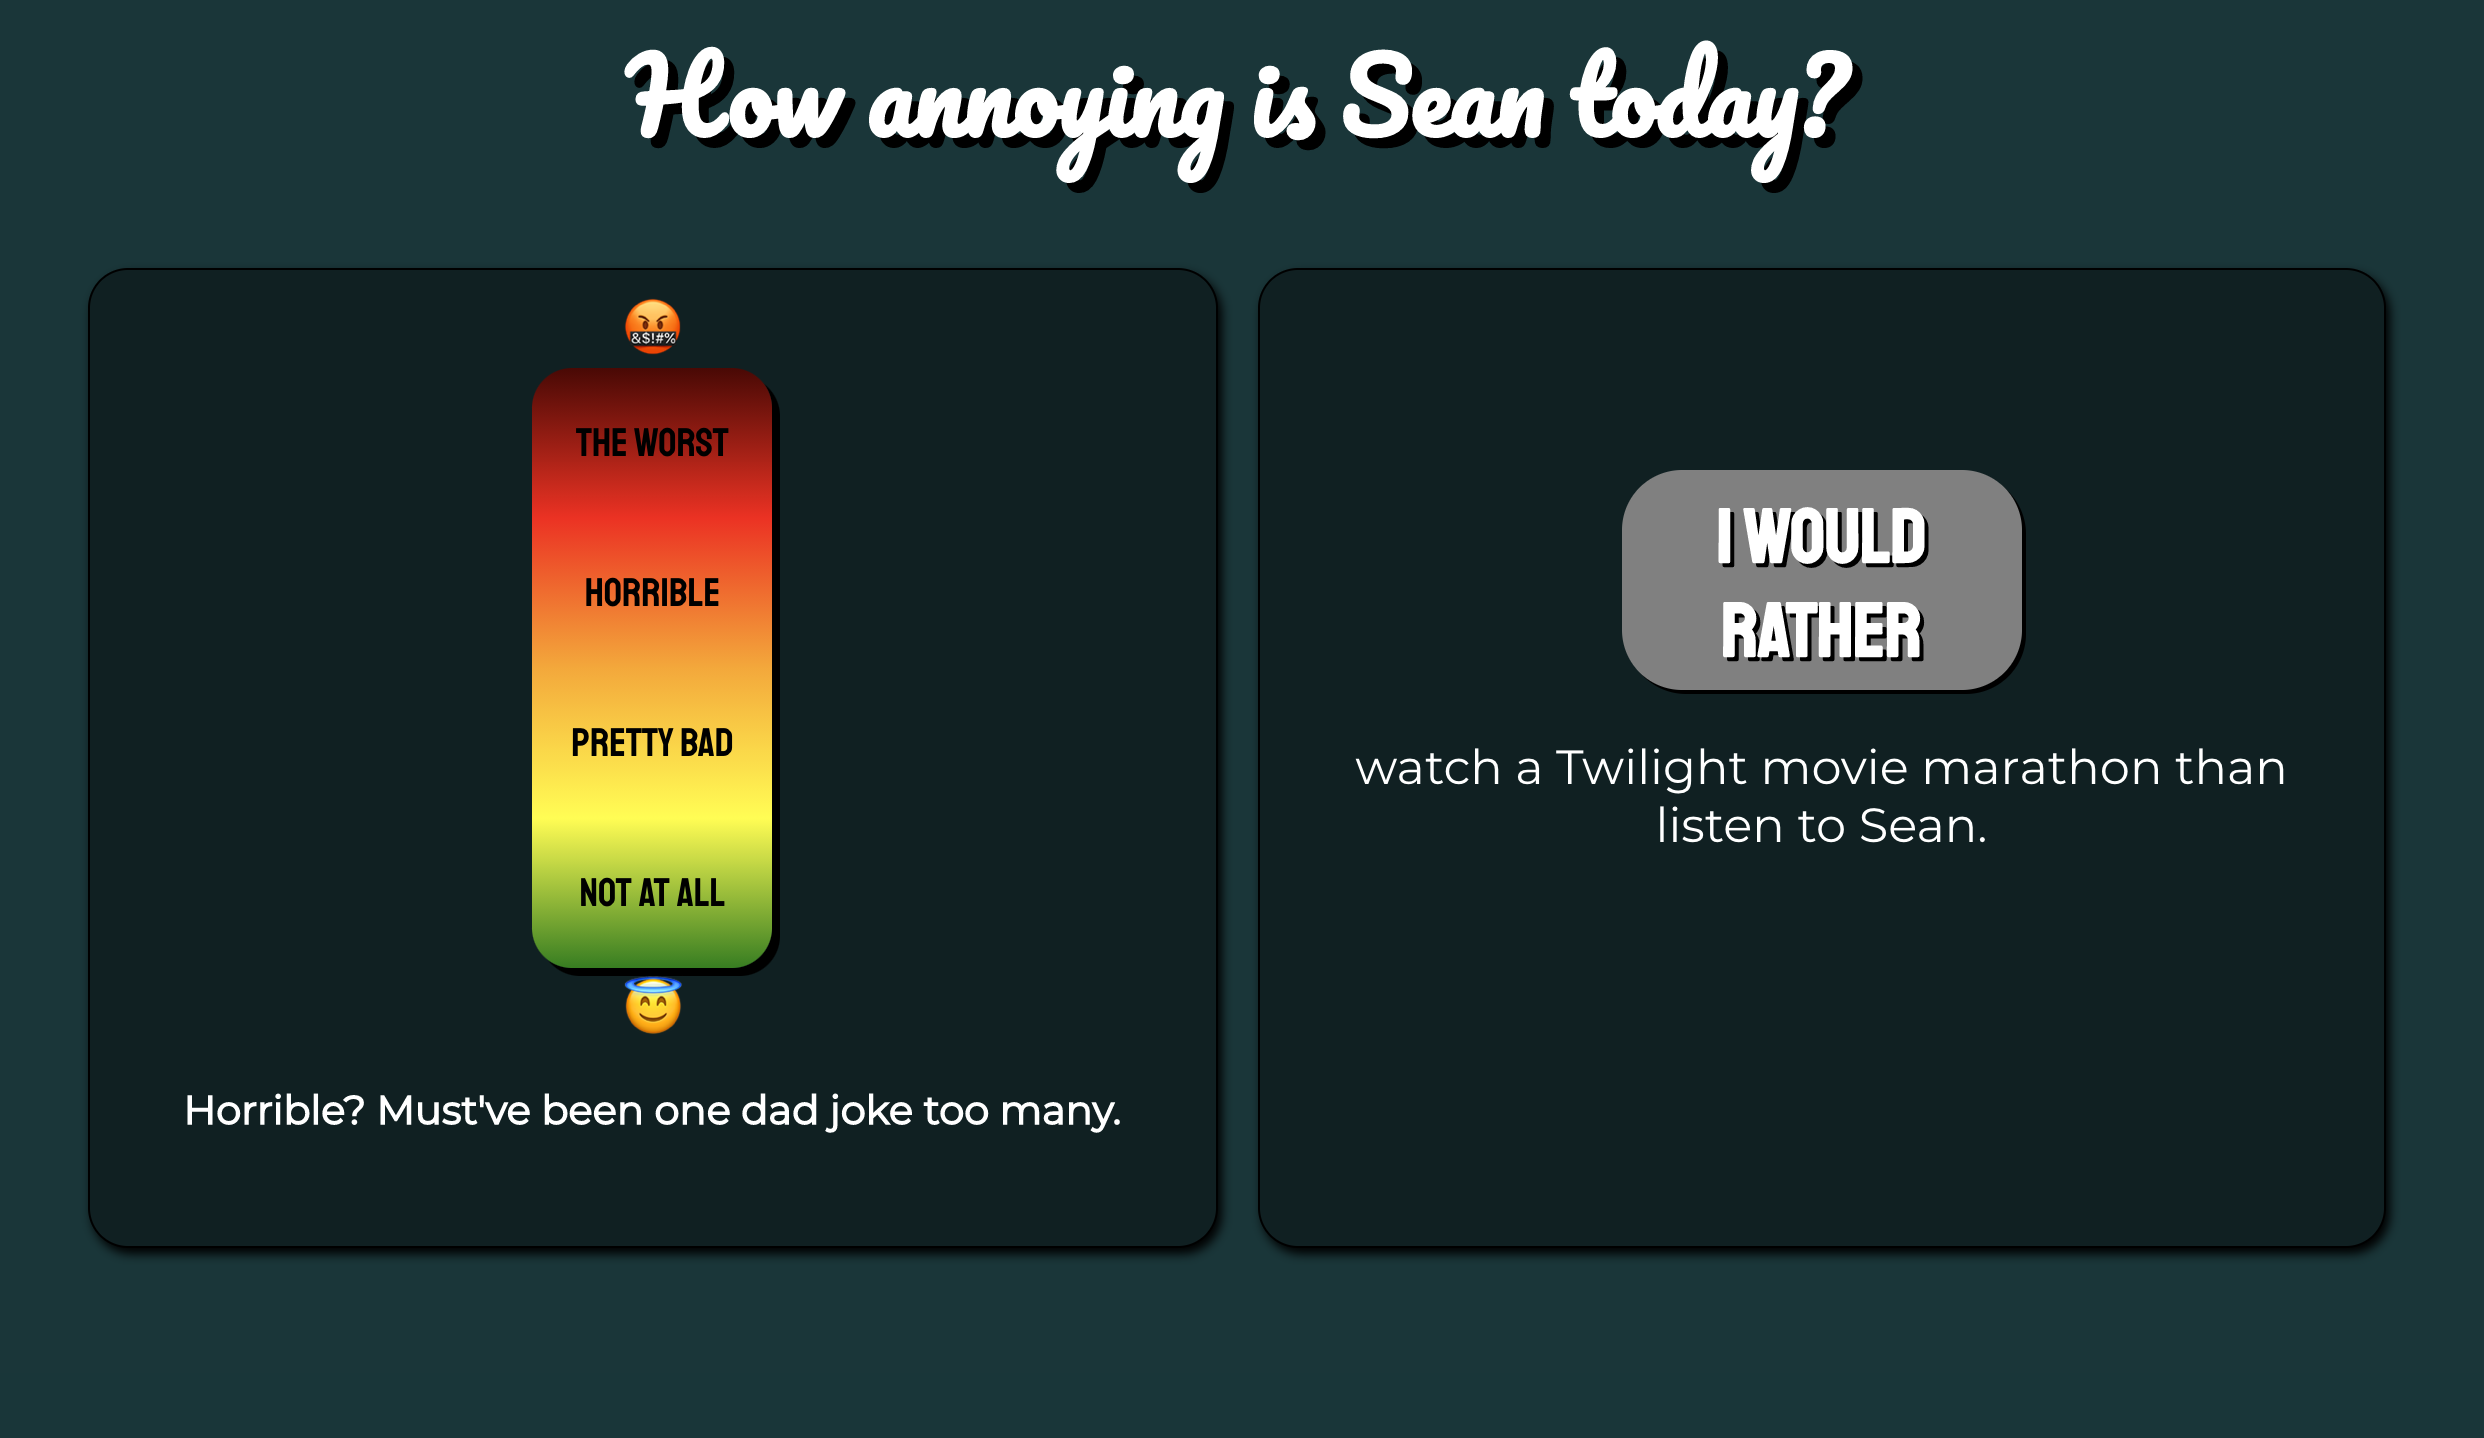 How annoying is Sean today?
&$!#%
THE WORST
HORRIBLE
PRETTY BAD
NOT AT ALL
Horrible? Must've been one dad joke too many.
I WOULD
RATHER
watch a Twilight movie marathon than
listen to Sean.